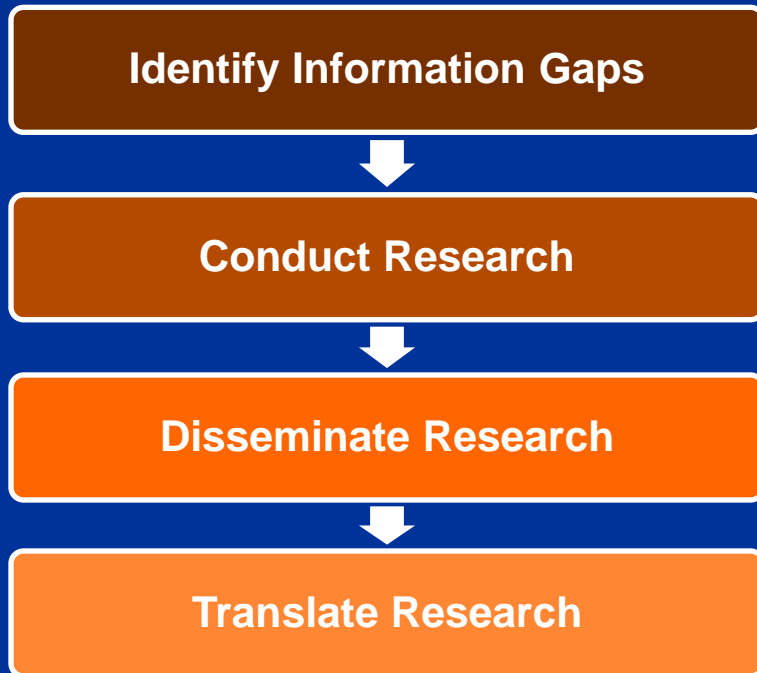 Identify Information Gaps
Conduct Research
Disseminate Research
Translate Research